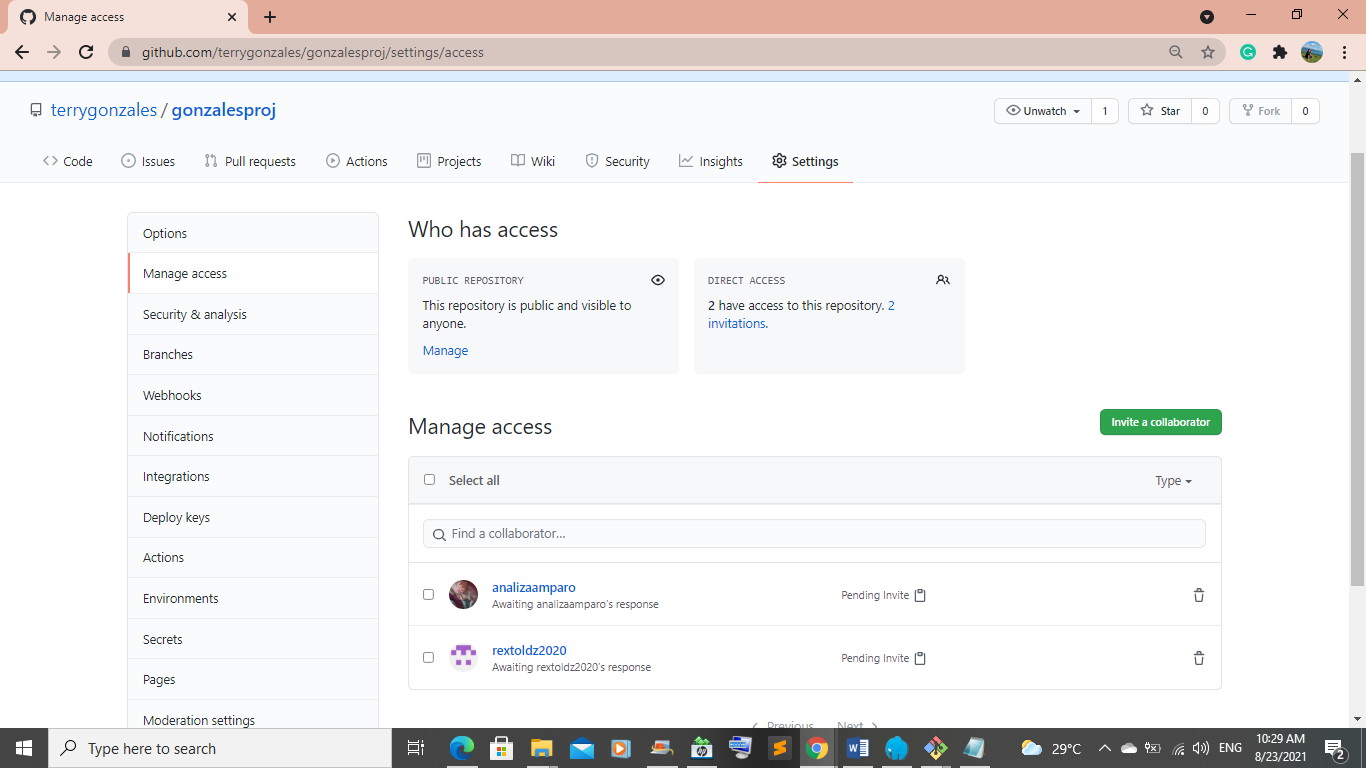 Manage access
github.com/terrygonzales/gonzalesproj/settings/access
terrygonzales / gonzalesproj
Unwatch 1 Star 0 Fork 0
Code Issues Pull requests Actions Projects Wiki Security Insights Settings
Options
Manage access
Security & analysis
Branches
Webhooks
Notifications
Integrations
Deploy keys
Actions
Environments
Secrets
Pages
Moderation settings
Who has access
PUBLIC REPOSITORY
This repository is public and visible to
anyone.
Manage
DIRECT ACCESS
2 have access to this repository. 2
invitations.
Manage access
Invite a collaborator
Select all
Type
Find a collaborator...
analizaamparo
Awaiting analizaamparo's response
Pending Invite
rextoldz2020
Awaiting rextoldz2020's response
Pending Invite
Previous Next
Type here to search
29°C
ENG
10:29 AM
8/23/2021
2